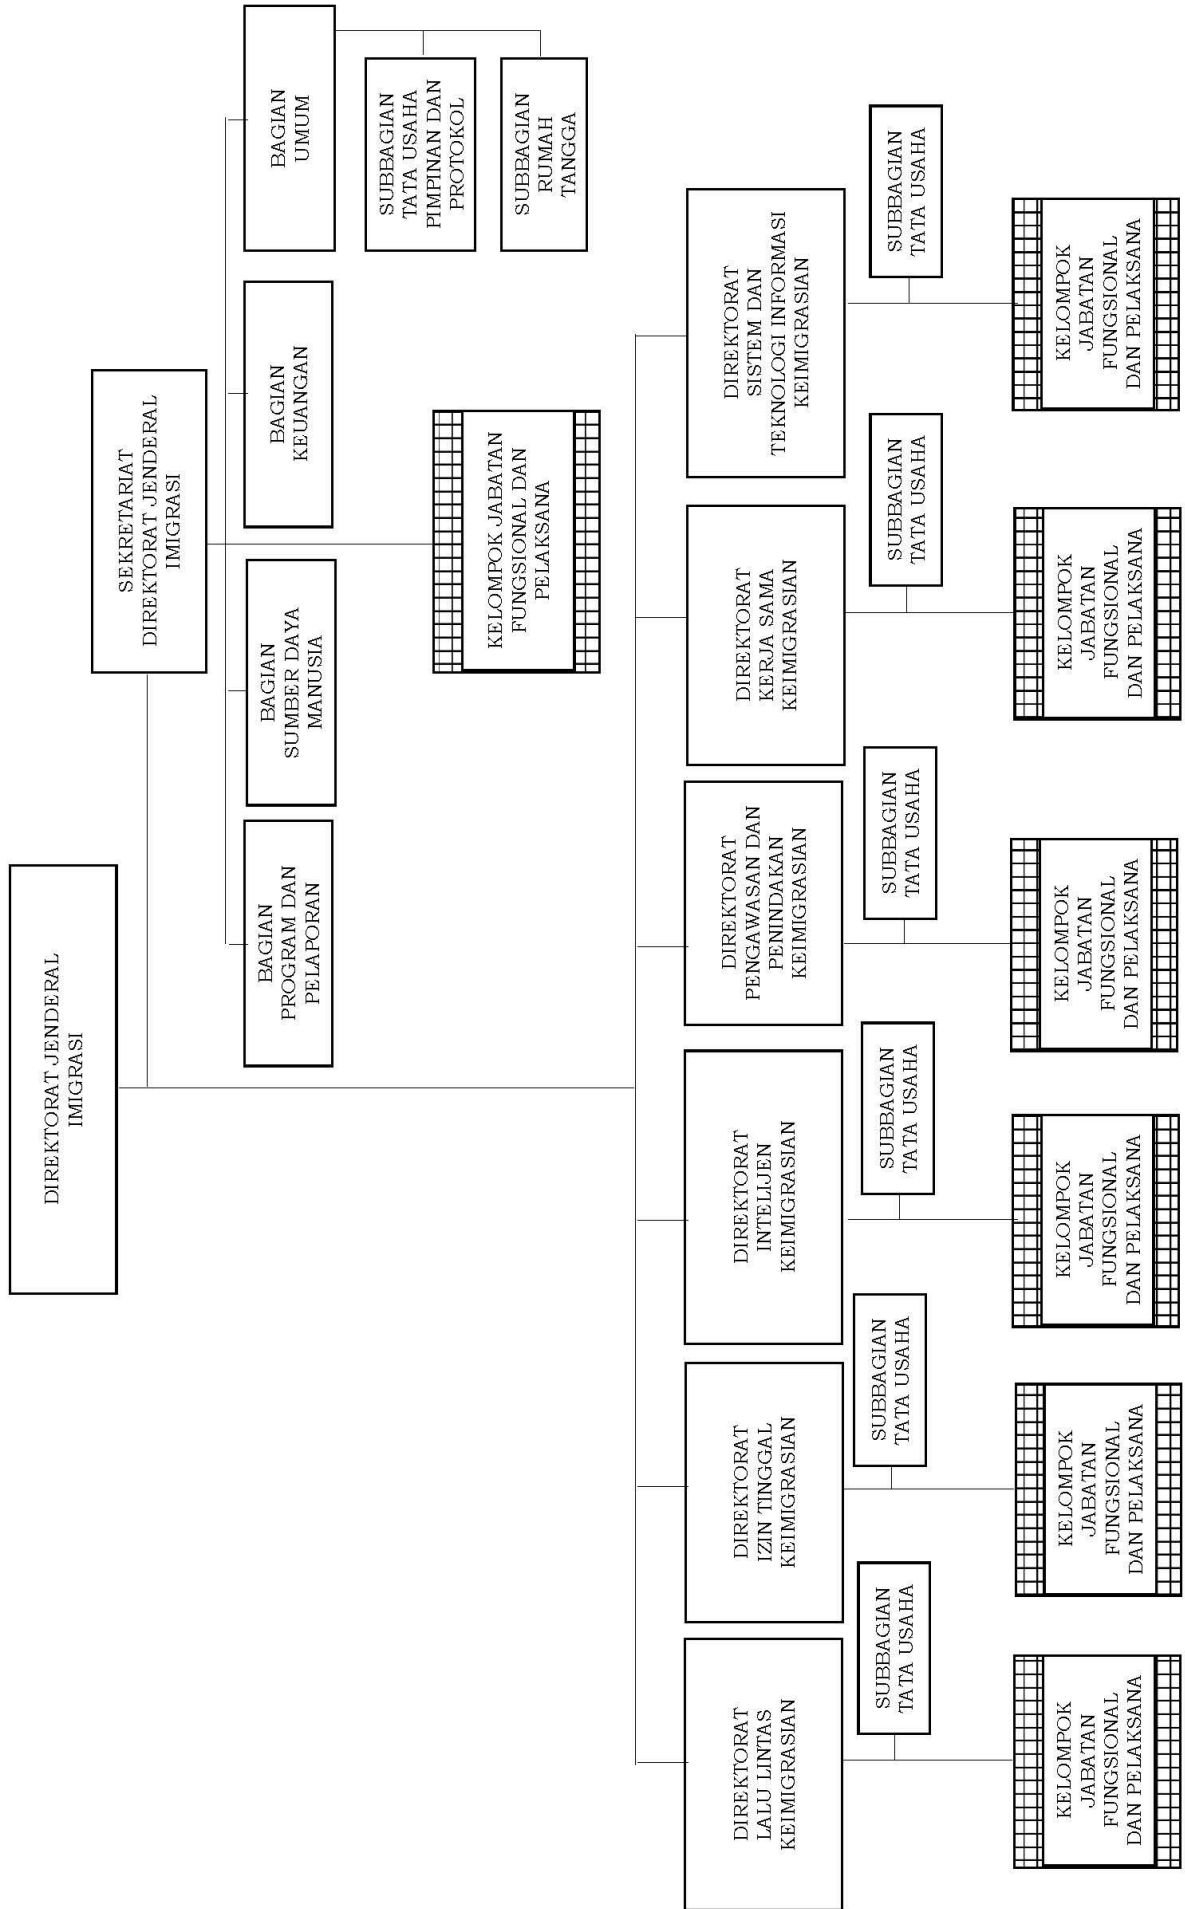 DIREKTORAT JENDERAL
IMIGRASI
SEKRETARIAT
DIREKTORAT JENDERAL
IMIGRASI
BAGIAN
PROGRAM DAN
PELAPORAN
BAGIAN
SUMBER DAYA
MANUSIA
BAGIAN
KEUANGAN
BAGIAN
UMUM
SUBBAGIAN
TATA USAHA
PIMPINAN DAN
PROTOKOL
SUBBAGIAN
RUMAH
TANGGA
KELOMPOK JABATAN
FUNGSIONAL DAN
PELAKSANA
DIREKTORAT
LALU LINTAS
KEIMIGRASIAN
DIREKTORAT
IZIN TINGGAL
KEIMIGRASIAN
DIREKTORAT
INTELIJEN
KEIMIGRASIAN
DIREKTORAT
PENGAWASAN DAN
PENINDAKAN
KEIMIGRASIAN
DIREKTORAT
KERJA SAMA
KEIMIGRASIAN
DIREKTORAT
SISTEM DAN
TEKNOLOGI INFORMASI
KEIMIGRASIAN
SUBBAGIAN
TATA USAHA
SUBBAGIAN
TATA USAHA
SUBBAGIAN
TATA USAHA
SUBBAGIAN
TATA USAHA
SUBBAGIAN
TATA USAHA
SUBBAGIAN
TATA USAHA
KELOMPOK
JABATAN
FUNGSIONAL
DAN PELAKSANA
KELOMPOK
JABATAN
FUNGSIONAL
DAN PELAKSANA
KELOMPOK
JABATAN
FUNGSIONAL
DAN PELAKSANA
KELOMPOK
JABATAN
FUNGSIONAL
DAN PELAKSANA
KELOMPOK
JABATAN
FUNGSIONAL
DAN PELAKSANA
KELOMPOK
JABATAN
FUNGSIONAL
DAN PELAKSANA